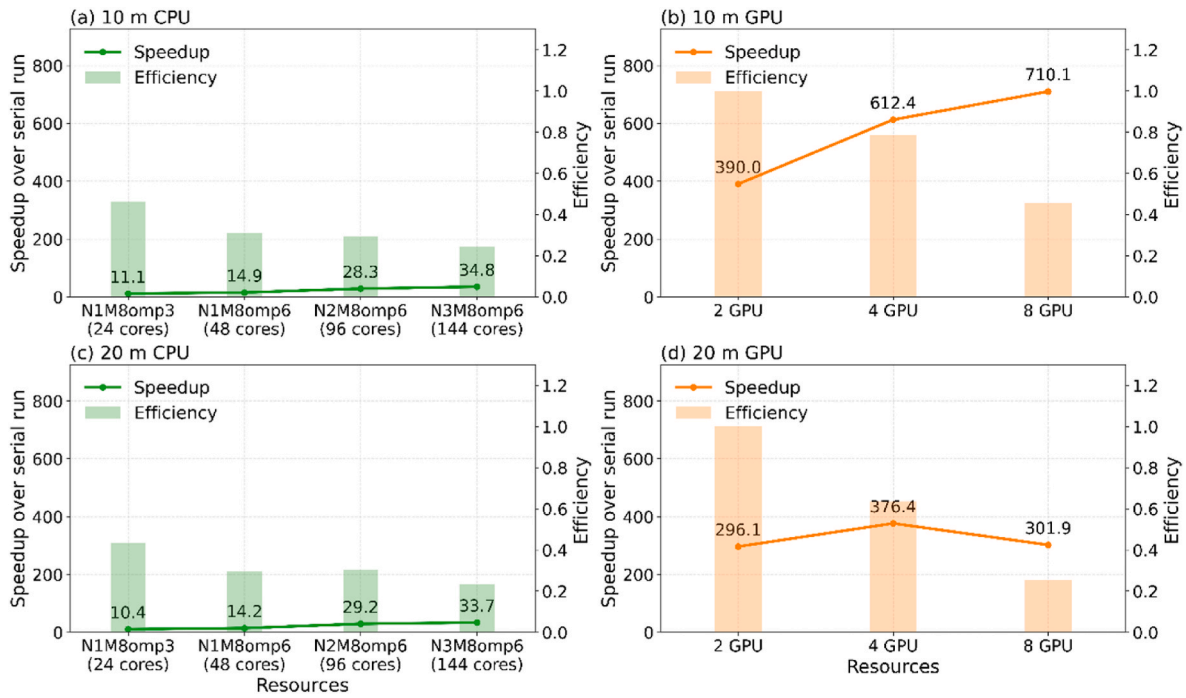 (a) 10 m CPU
Speedup
Efficiency
Speedup over serial run
800
600
400
200
0
1.2
1.0
0.8
0.6
0.4
0.2
0.0
Efficiency
11.1
14.9
28.3
34.8
N1M8omp3 N1M8omp6 N2M8omp6 N3M8omp6
(24 cores) (48 cores) (96 cores) (144 cores)
(b) 10 m GPU
Speedup
Efficiency
Speedup over serial run
800
600
400
200
0
1.2
1.0
0.8
0.6
0.4
0.2
0.0
Efficiency
390.0
612.4
710.1
2 GPU 4 GPU 8 GPU
(c) 20 m CPU
Speedup
Efficiency
Speedup over serial run
800
600
400
200
0
1.2
1.0
0.8
0.6
0.4
0.2
0.0
Efficiency
10.4
14.2
29.2
33.7
N1M8omp3 N1M8omp6 N2M8omp6 N3M8omp6
(24 cores) (48 cores) (96 cores) (144 cores)
Resources
(d) 20 m GPU
Speedup
Efficiency
Speedup over serial run
800
600
400
200
0
1.2
1.0
0.8
0.6
0.4
0.2
0.0
Efficiency
296.1
376.4
301.9
2 GPU 4 GPU 8 GPU
Resources